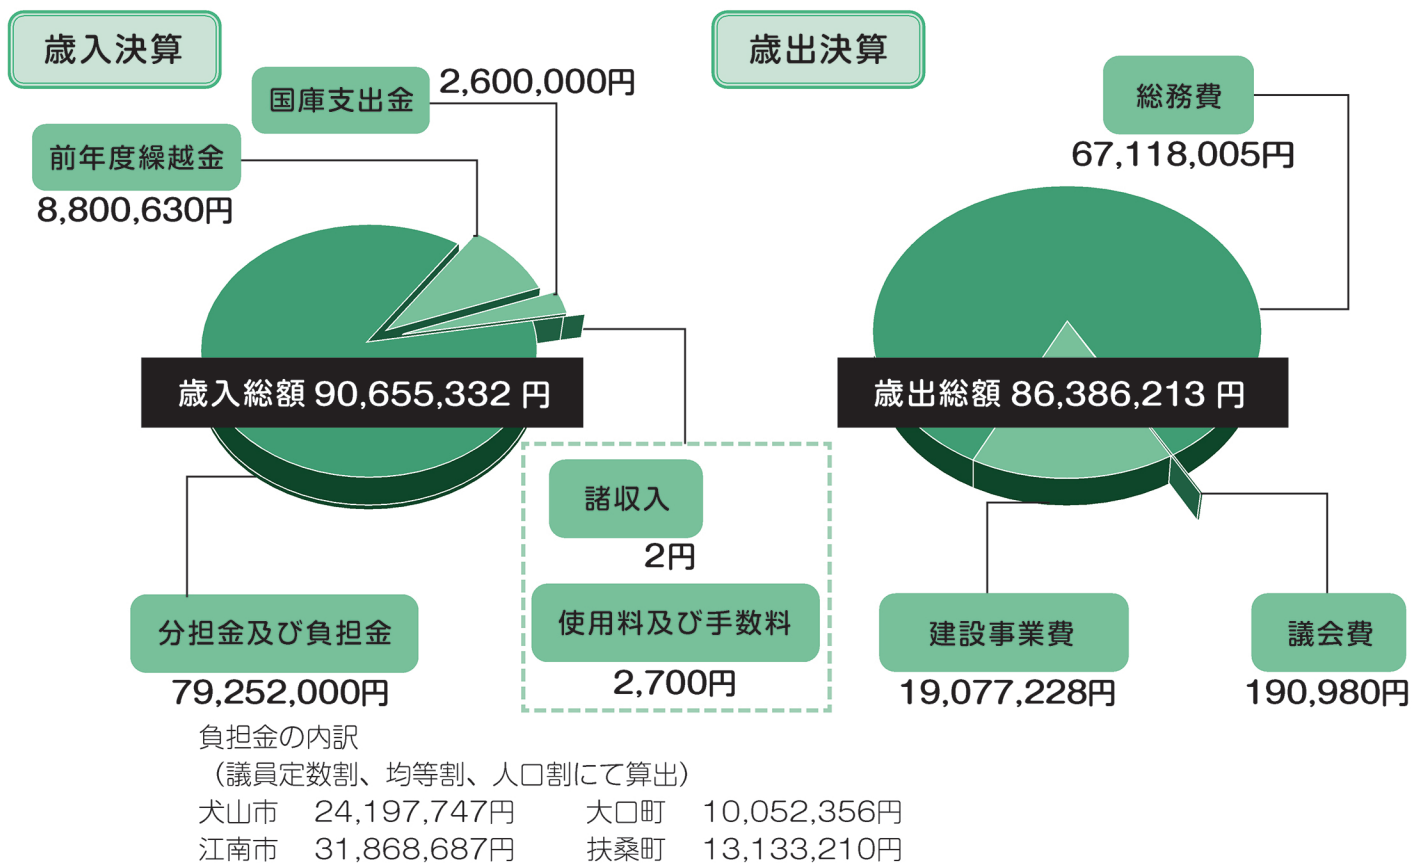 歳入決算
国庫支出金
2,600,000円
前年度繰越金
8,800,630円
歳入総額 90,655,332 円
諸収入
2円
使用料及び手数料
2,700円
分担金及び負担金
79,252,000円
負担金の内訳
（議員定数割、均等割、人口割にて算出）
犬山市 24,197,747円 大口町 10,052,356円
江南市 31,868,687円 扶桑町 13,133,210円
歳出決算
総務費
67,118,005円
歳出総額 86,386,213 円
建設事業費
19,077,228円
議会費
190,980円